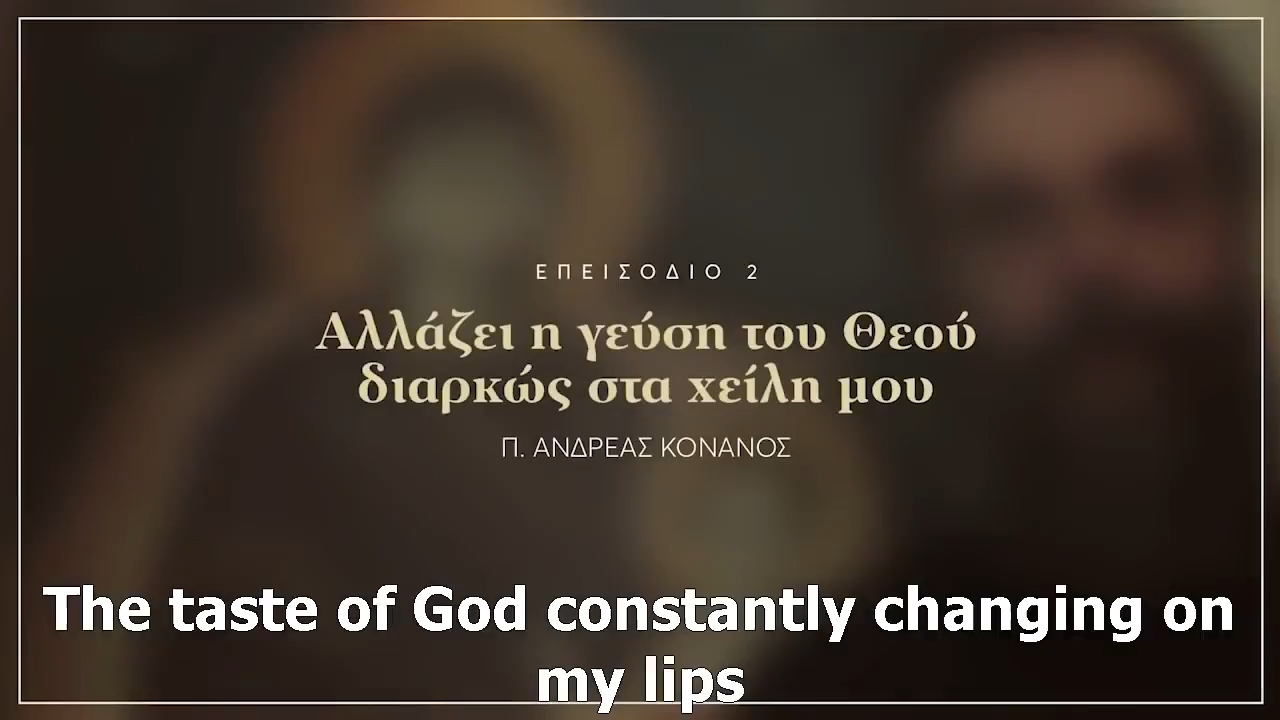 ΕΠΕΙΣΟΔΙΟ 2
Αλλάζει η γεύση του Θεού
διαρκώς στα χείλη μου
Π. ΑΝΔΡΕΑΣ ΚΟΝΑΝΟΣ
The taste of God constantly changing on
my lips